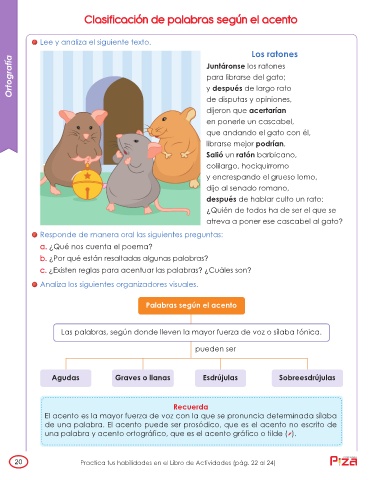 Clasificación de palabras según el acento
Ortografía
Lee y analiza el siguiente texto.
Los ratones
Juntáronse los ratones
para librarse del gato;
y después de largo rato
de disputas y opiniones,
dijeron que acertarían
en ponerle un cascabel,
que andando el gato con él,
librarse mejor podrían.
Salió un ratón barbicano,
colilargo, hociquirromo
y encrespando el grueso lomo,
dijo al senado romano,
después de hablar culto un rato:
¿Quién de todos ha de ser el que se
atreva a poner ese cascabel al gato?
Responde de manera oral las siguientes preguntas:
a. ¿Qué nos cuenta el poema?
b. ¿Por qué están resaltadas algunas palabras?
c. ¿Existen reglas para acentuar las palabras? ¿Cuáles son?
Analiza los siguientes organizadores visuales.
Palabras según el acento
Las palabras, según donde lleven la mayor fuerza de voz o sílaba tónica,
pueden ser
Agudas Graves o llanas Esdrújulas Sobreesdrújulas
Recuerda
El acento es la mayor fuerza de voz con la que se pronuncia determinada sílaba
de una palabra. El acento puede ser prosódico, que es el acento no escrito de
una palabra y acento ortográfico, que es el acento gráfico o tilde (´).
20 Practica tus habilidades en el Libro de Actividades (pág. 22 al 24)